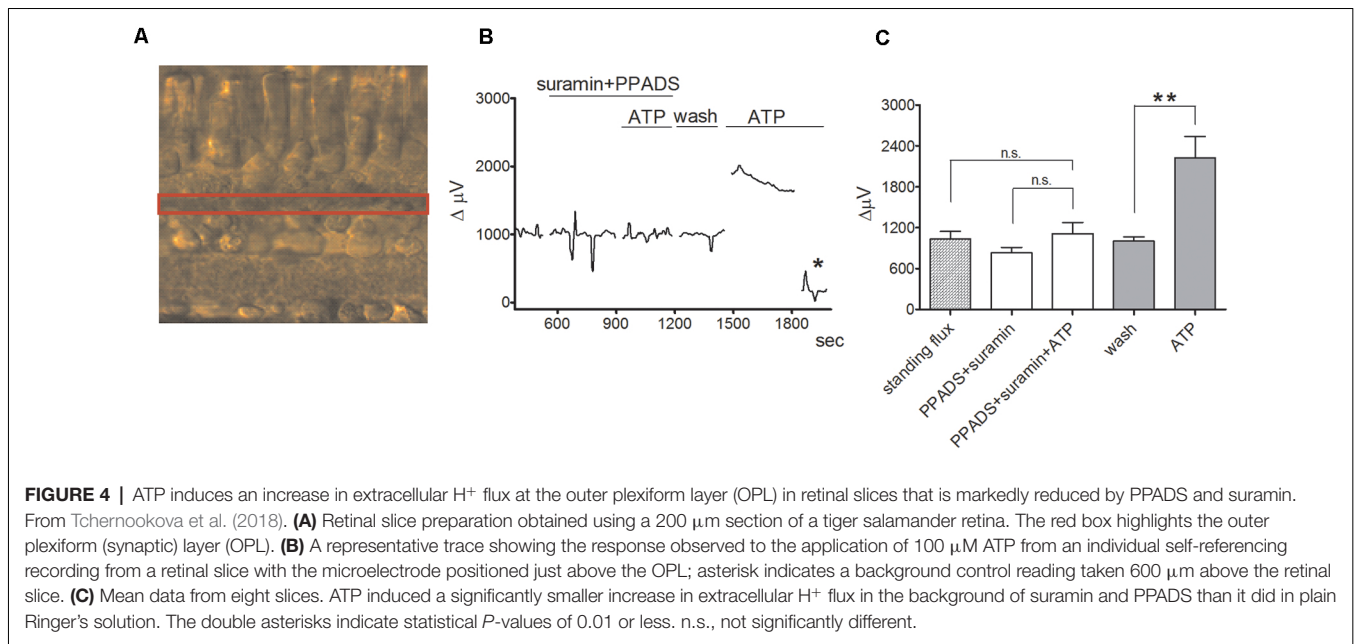 A
B
C
suramin+PPADS
ATP
wash
ATP
3000
2000
1000
0
Δ μV
600
900
1200
1500
1800
sec
*
3000
2400
1800
1200
600
0
ΔμV
n.s.
n.s.
**
standing flux
PPADS+suramin
PPADS+suramin+ATP
wash
ATP
FIGURE 4 | ATP induces an increase in extracellular H+ flux at the outer plexiform layer (OPL) in retinal slices that is markedly reduced by PPADS and suramin.
From Tchernookova et al. (2018). (A) Retinal slice preparation obtained using a 200 μm section of a tiger salamander retina. The red box highlights the outer
plexiform (synaptic) layer (OPL). (B) A representative trace showing the response observed to the application of 100 μM ATP from an individual self-referencing
recording from a retinal slice with the microelectrode positioned just above the OPL; asterisk indicates a background control reading taken 600 μm above the retinal
slice. (C) Mean data from eight slices. ATP induced a significantly smaller increase in extracellular H+ flux in the background of suramin and PPADS than it did in plain
Ringer's solution. The double asterisks indicate statistical P-values of 0.01 or less. n.s., not significantly different.